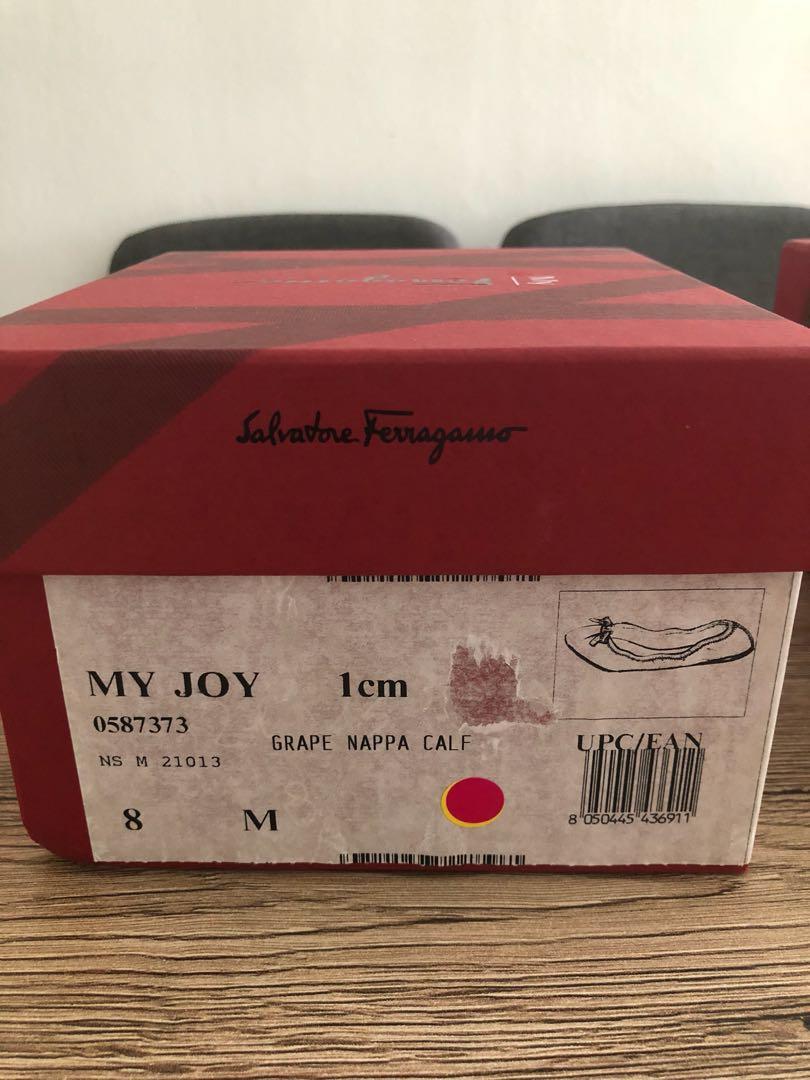 Salvatore Ferragamo
MY JOY 1cm
0587373
GRAPE NAPPA CALF
UPC/EAN
NS M 21013
8 M
8 050445 436911